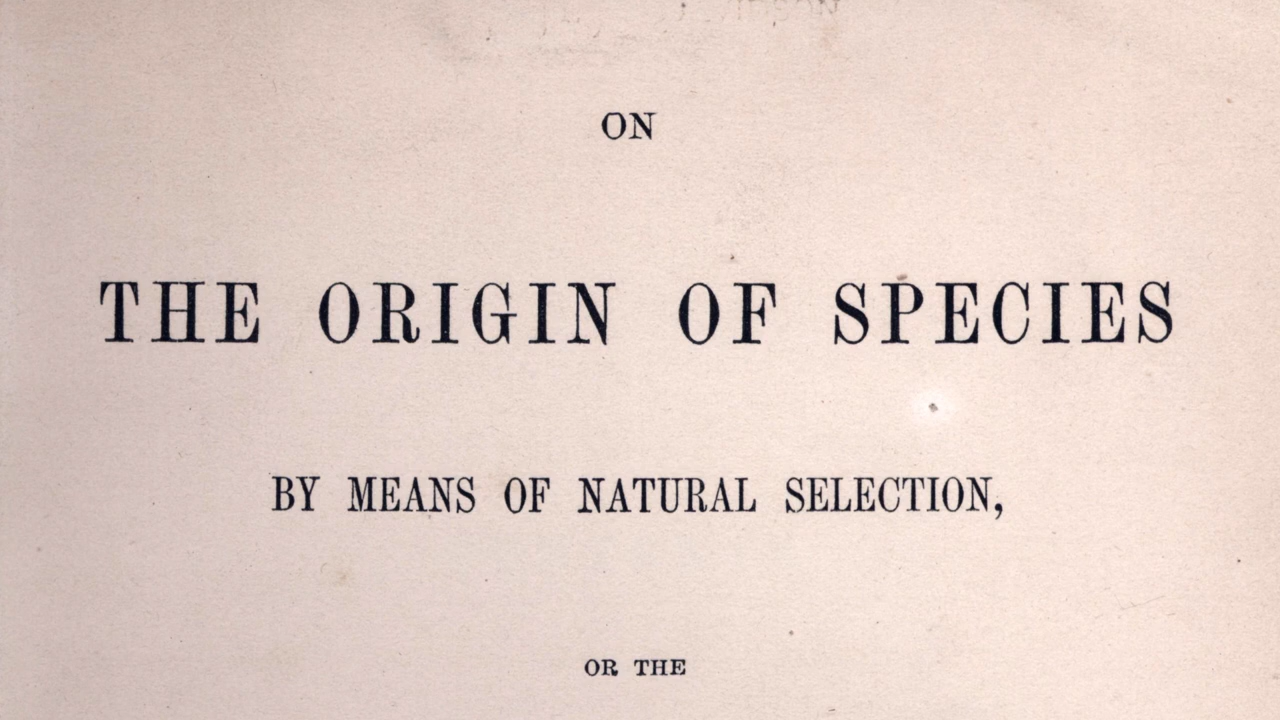 ON
THE ORIGIN OF SPECIES
BY MEANS OF NATURAL SELECTION,
OR THE